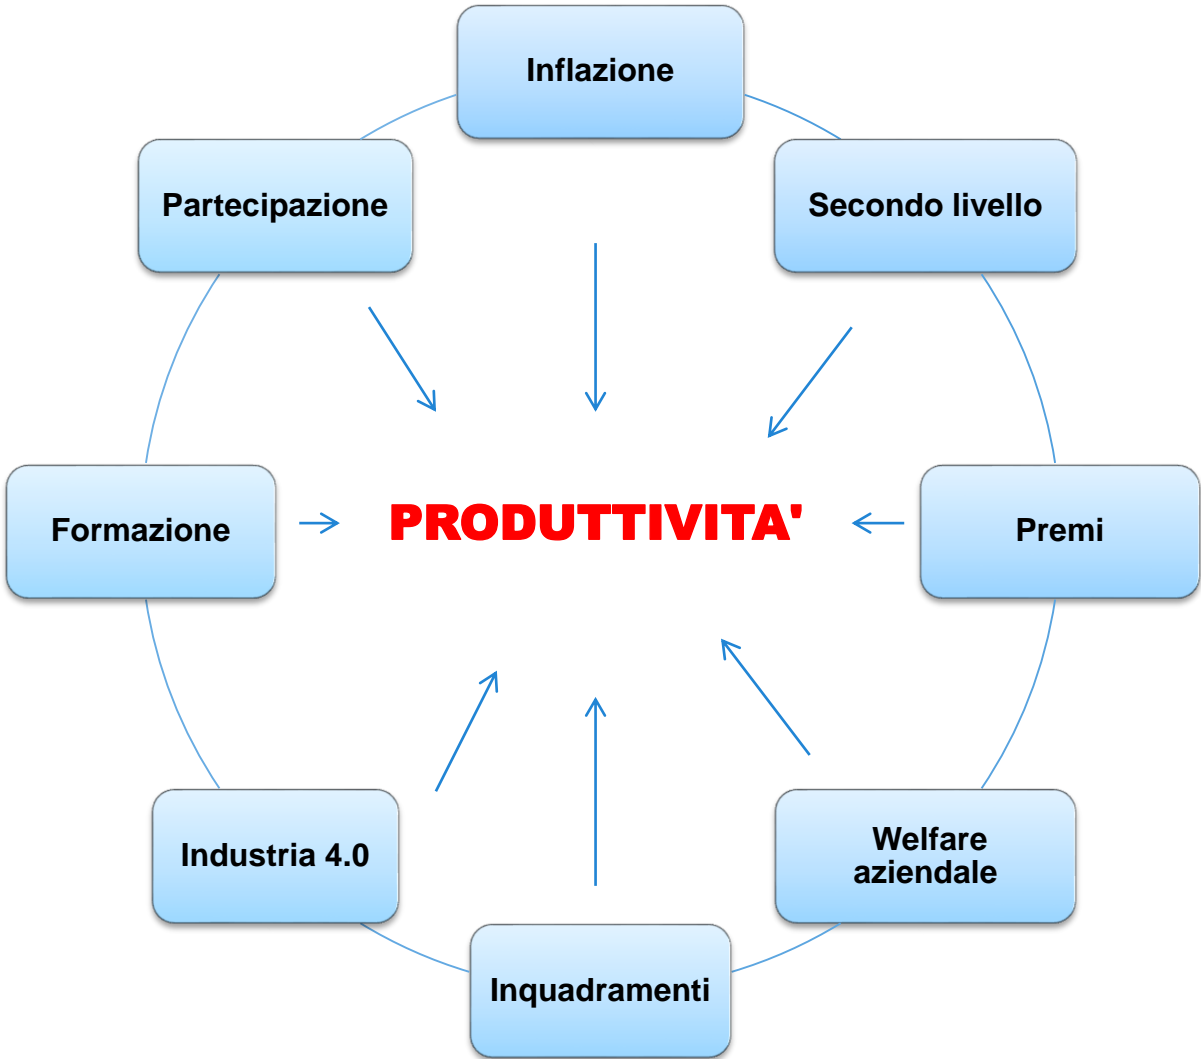 Inflazione
Partecipazione
Secondo livello
Formazione
PRODUTTIVITA'
Premi
Industria 4.0
Welfare
aziendale
Inquadramenti